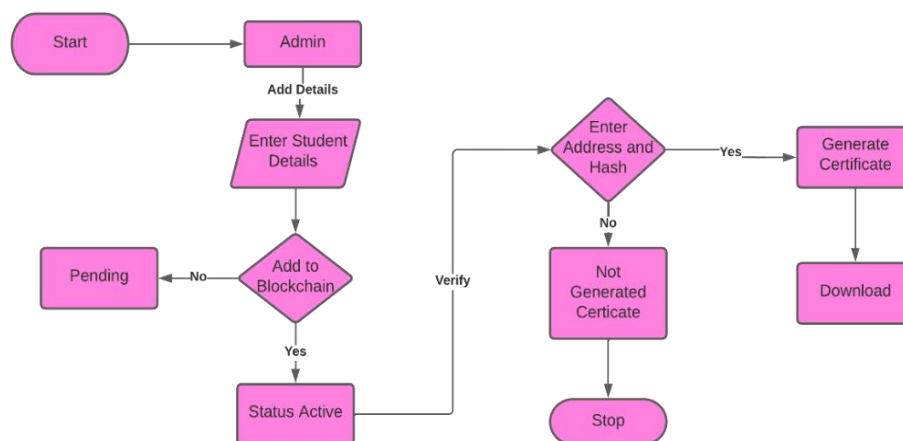 Start
Admin
Add Details
Enter Student
Details
Add to
Blockchain
No
Pending
Yes
Status Active
Verify
Enter
Address and
Hash
Yes
Generate
Certificate
Download
No
Not
Generated
Certicate
Stop